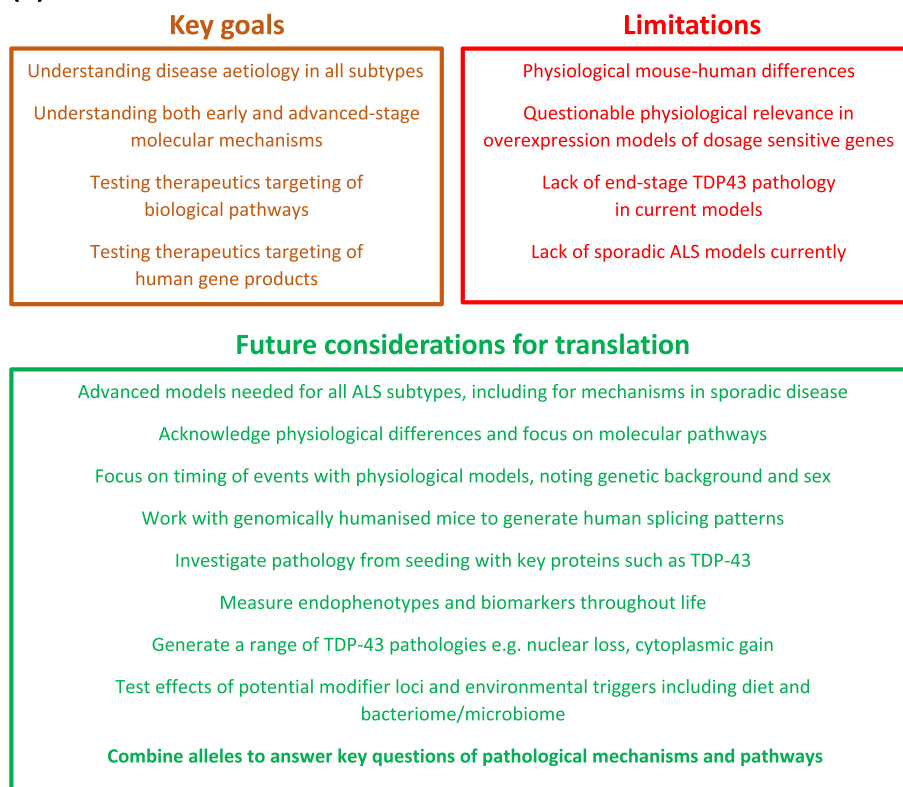 Key goals
Understanding disease aetiology in all subtypes
Understanding both early and advanced-stage
molecular mechanisms
Testing therapeutics targeting of
biological pathways
Testing therapeutics targeting of
human gene products
Limitations
Physiological mouse-human differences
Questionable physiological relevance in
overexpression models of dosage sensitive genes
Lack of end-stage TDP43 pathology
in current models
Lack of sporadic ALS models currently
Future considerations for translation
Advanced models needed for all ALS subtypes, including for mechanisms in sporadic disease
Acknowledge physiological differences and focus on molecular pathways
Focus on timing of events with physiological models, noting genetic background and sex
Work with genomically humanised mice to generate human splicing patterns
Investigate pathology from seeding with key proteins such as TDP-43
Measure endophenotypes and biomarkers throughout life
Generate a range of TDP-43 pathologies e.g. nuclear loss, cytoplasmic gain
Test effects of potential modifier loci and environmental triggers including diet and
bacteriome/microbiome
Combine alleles to answer key questions of pathological mechanisms and pathways